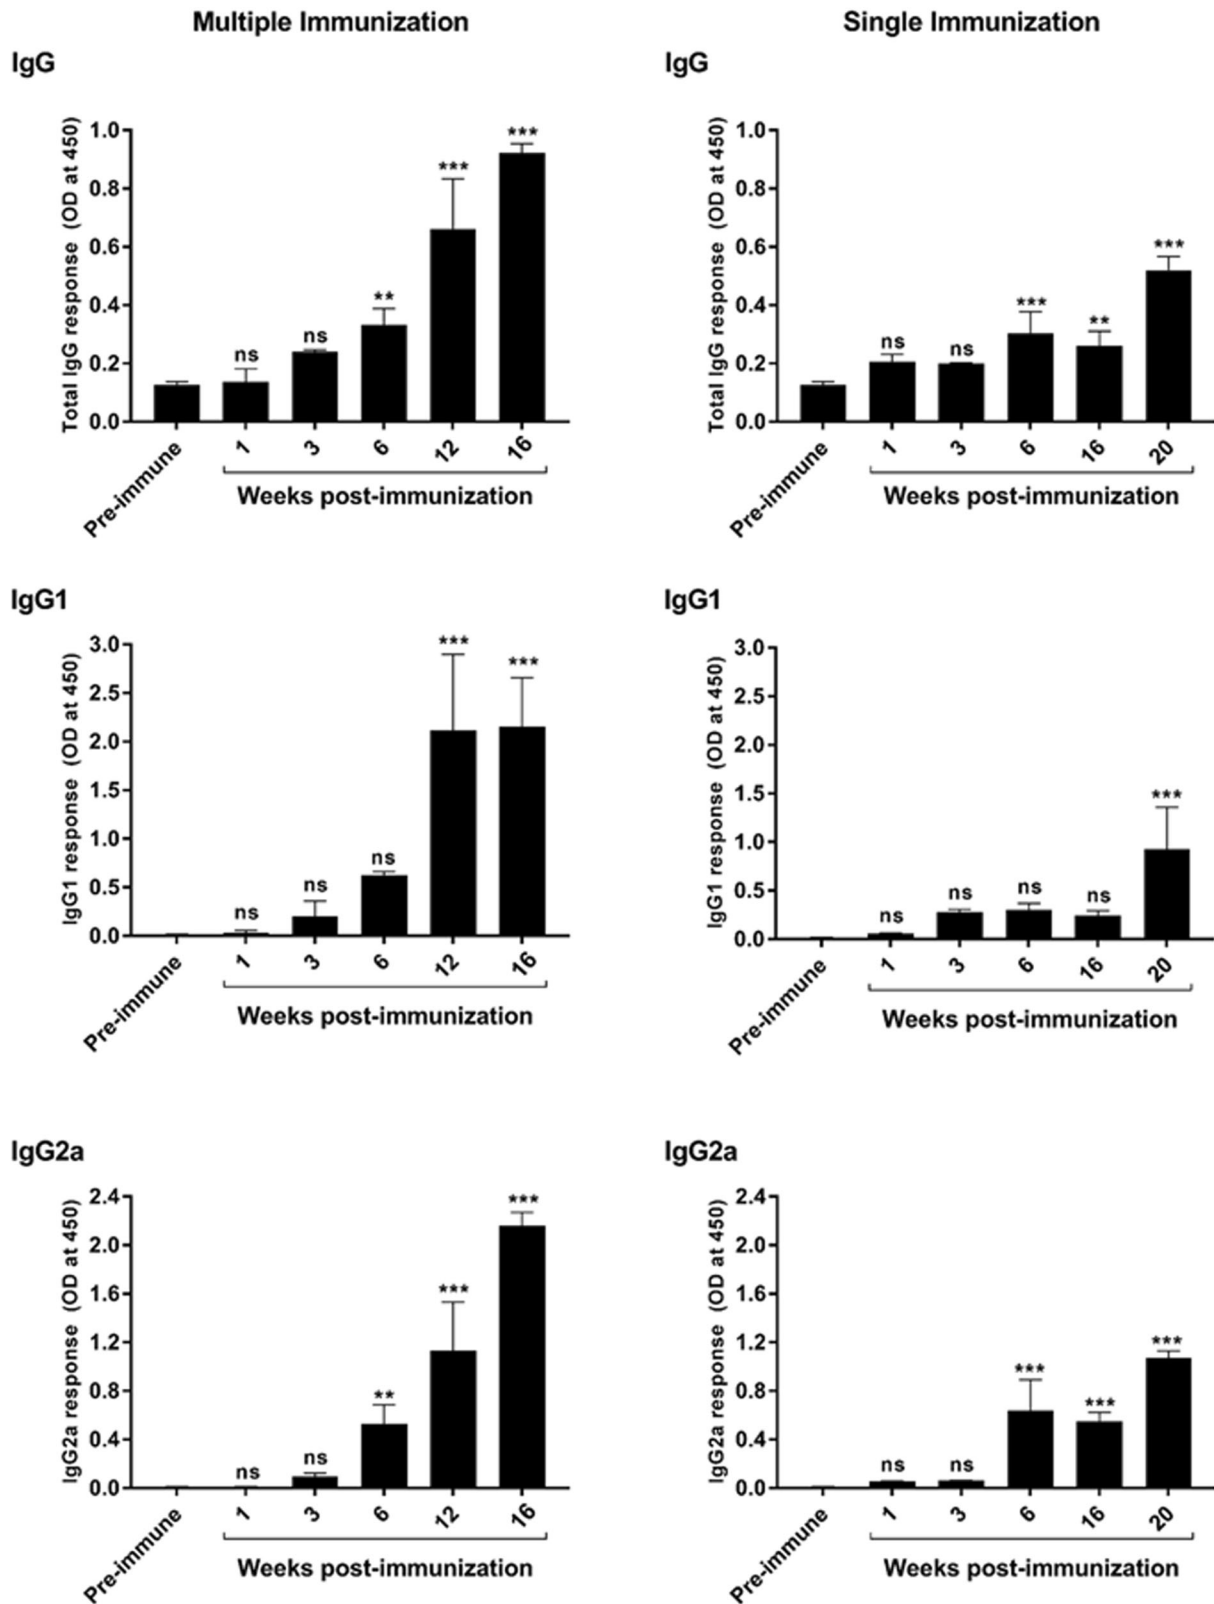 Multiple Immunization
Single Immunization
IgG
IgG
Total IgG response (OD at 450)
1.0
0.8
0.6
0.4
0.2
0.0
ns
ns
**
***
***
Pre-immune
1
3
6
12
16
Weeks post-immunization
Total IgG response (OD at 450)
1.0
0.8
0.6
0.4
0.2
0.0
ns
ns
***
**
***
Pre-immune
1
3
6
16
20
Weeks post-immunization
IgG1
IgG1
IgG1 response (OD at 450)
3.0
2.5
2.0
1.5
1.0
0.5
0.0
ns
ns
ns
***
***
Pre-immune
1
3
6
12
16
Weeks post-immunization
IgG1 response (OD at 450)
3.0
2.5
2.0
1.5
1.0
0.5
0.0
ns
ns
ns
ns
***
Pre-immune
1
3
6
16
20
Weeks post-immunization
IgG2a
IgG2a
IgG2a response (OD at 450)
2.4
2.0
1.6
1.2
0.8
0.4
0.0
ns
ns
**
***
***
Pre-immune
1
3
6
12
16
Weeks post-immunization
IgG2a response (OD at 450)
2.4
2.0
1.6
1.2
0.8
0.4
0.0
ns
ns
***
***
***
Pre-immune
1
3
6
16
20
Weeks post-immunization